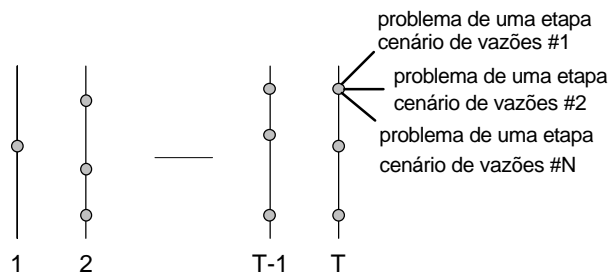 problema de uma etapa
cenário de vazões #1
problema de uma etapa
cenário de vazões #2
problema de uma etapa
cenário de vazões #N
1 2 T-1 T